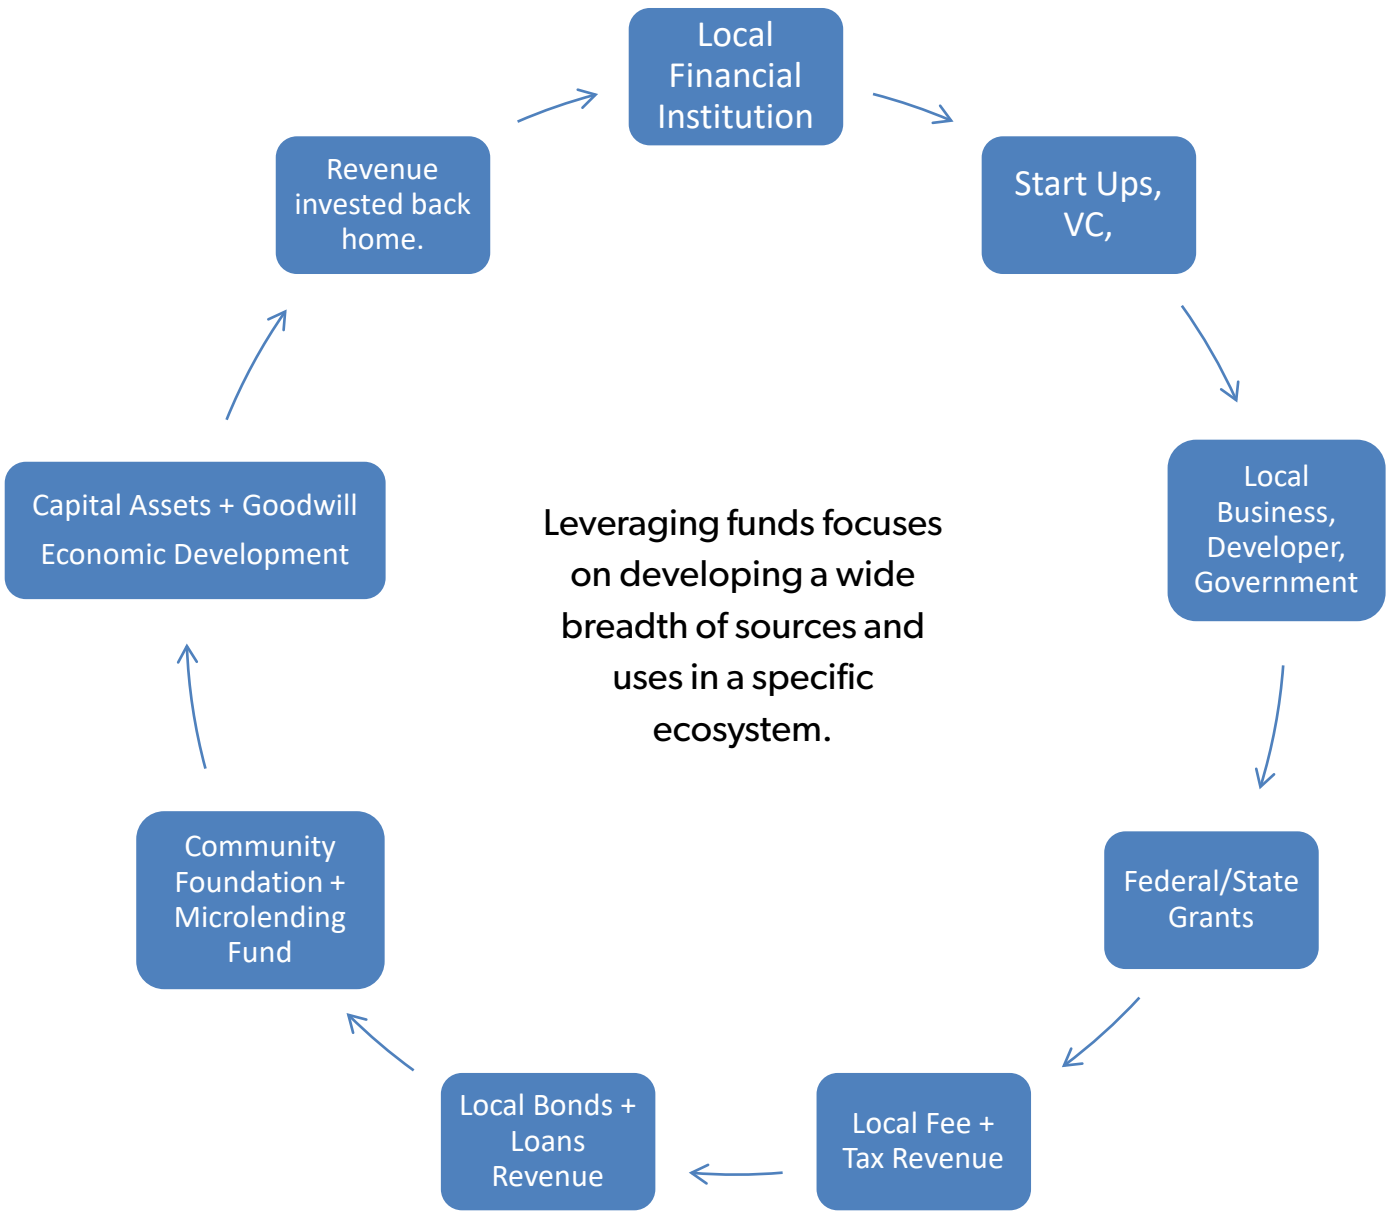 Local
Financial
Institution
Start Ups,
VC,
Local
Business,
Developer,
Government
Federal/State
Grants
Local Fee +
Tax Revenue
Local Bonds +
Loans
Revenue
Community
Foundation +
Microlending
Fund
Capital Assets + Goodwill
Economic Development
Revenue
invested back
home.
Leveraging funds focuses
on developing a wide
breadth of sources and
uses in a specific
ecosystem.